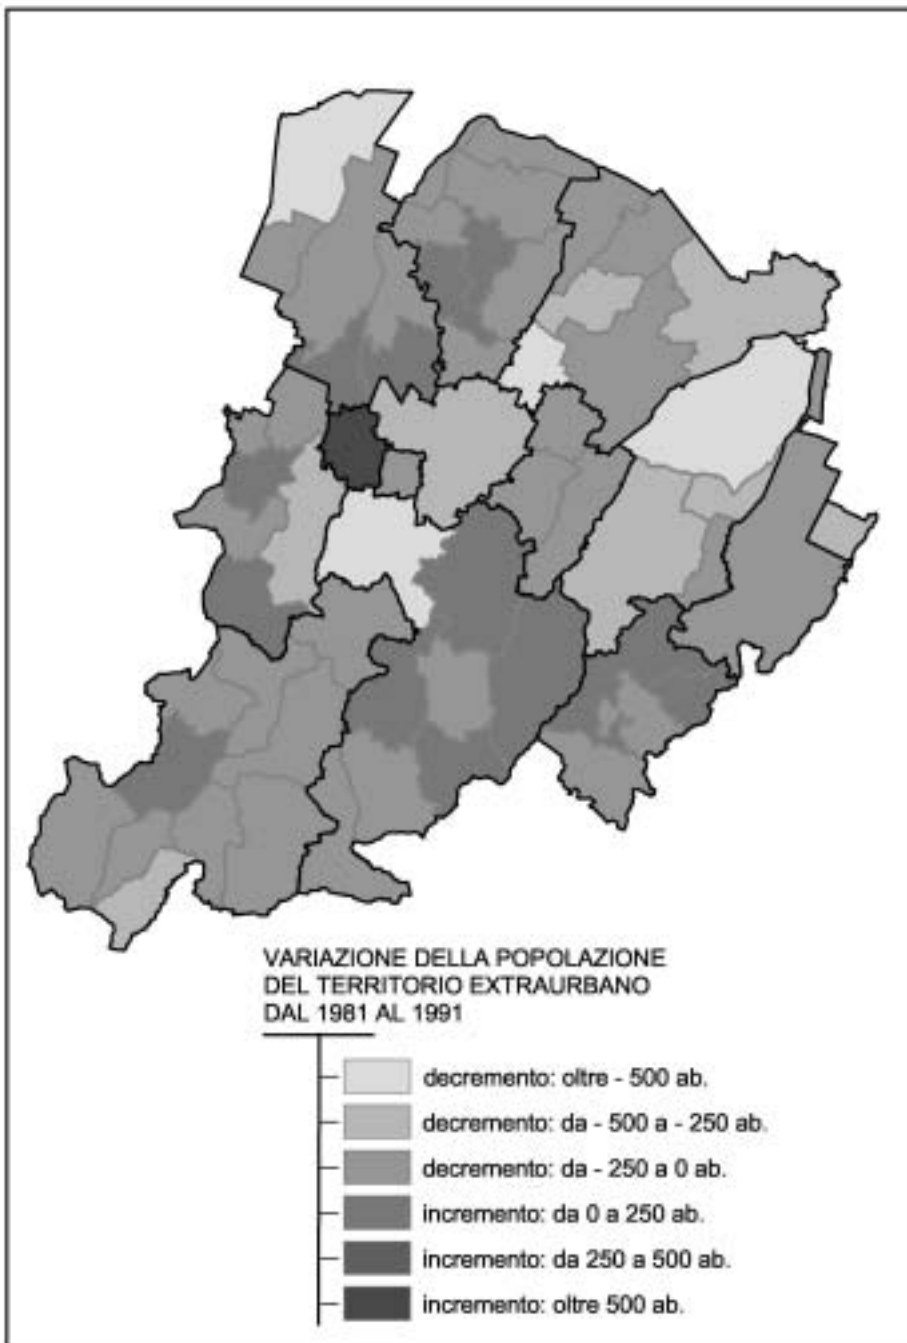 VARIAZIONE DELLA POPOLAZIONE
DEL TERRITORIO EXTRAURBANO
DAL 1981 AL 1991
decremento: oltre - 500 ab.
decremento: da - 500 a - 250 ab.
decremento: da - 250 a 0 ab.
incremento: da 0 a 250 ab.
incremento: da 250 a 500 ab.
incremento: oltre 500 ab.